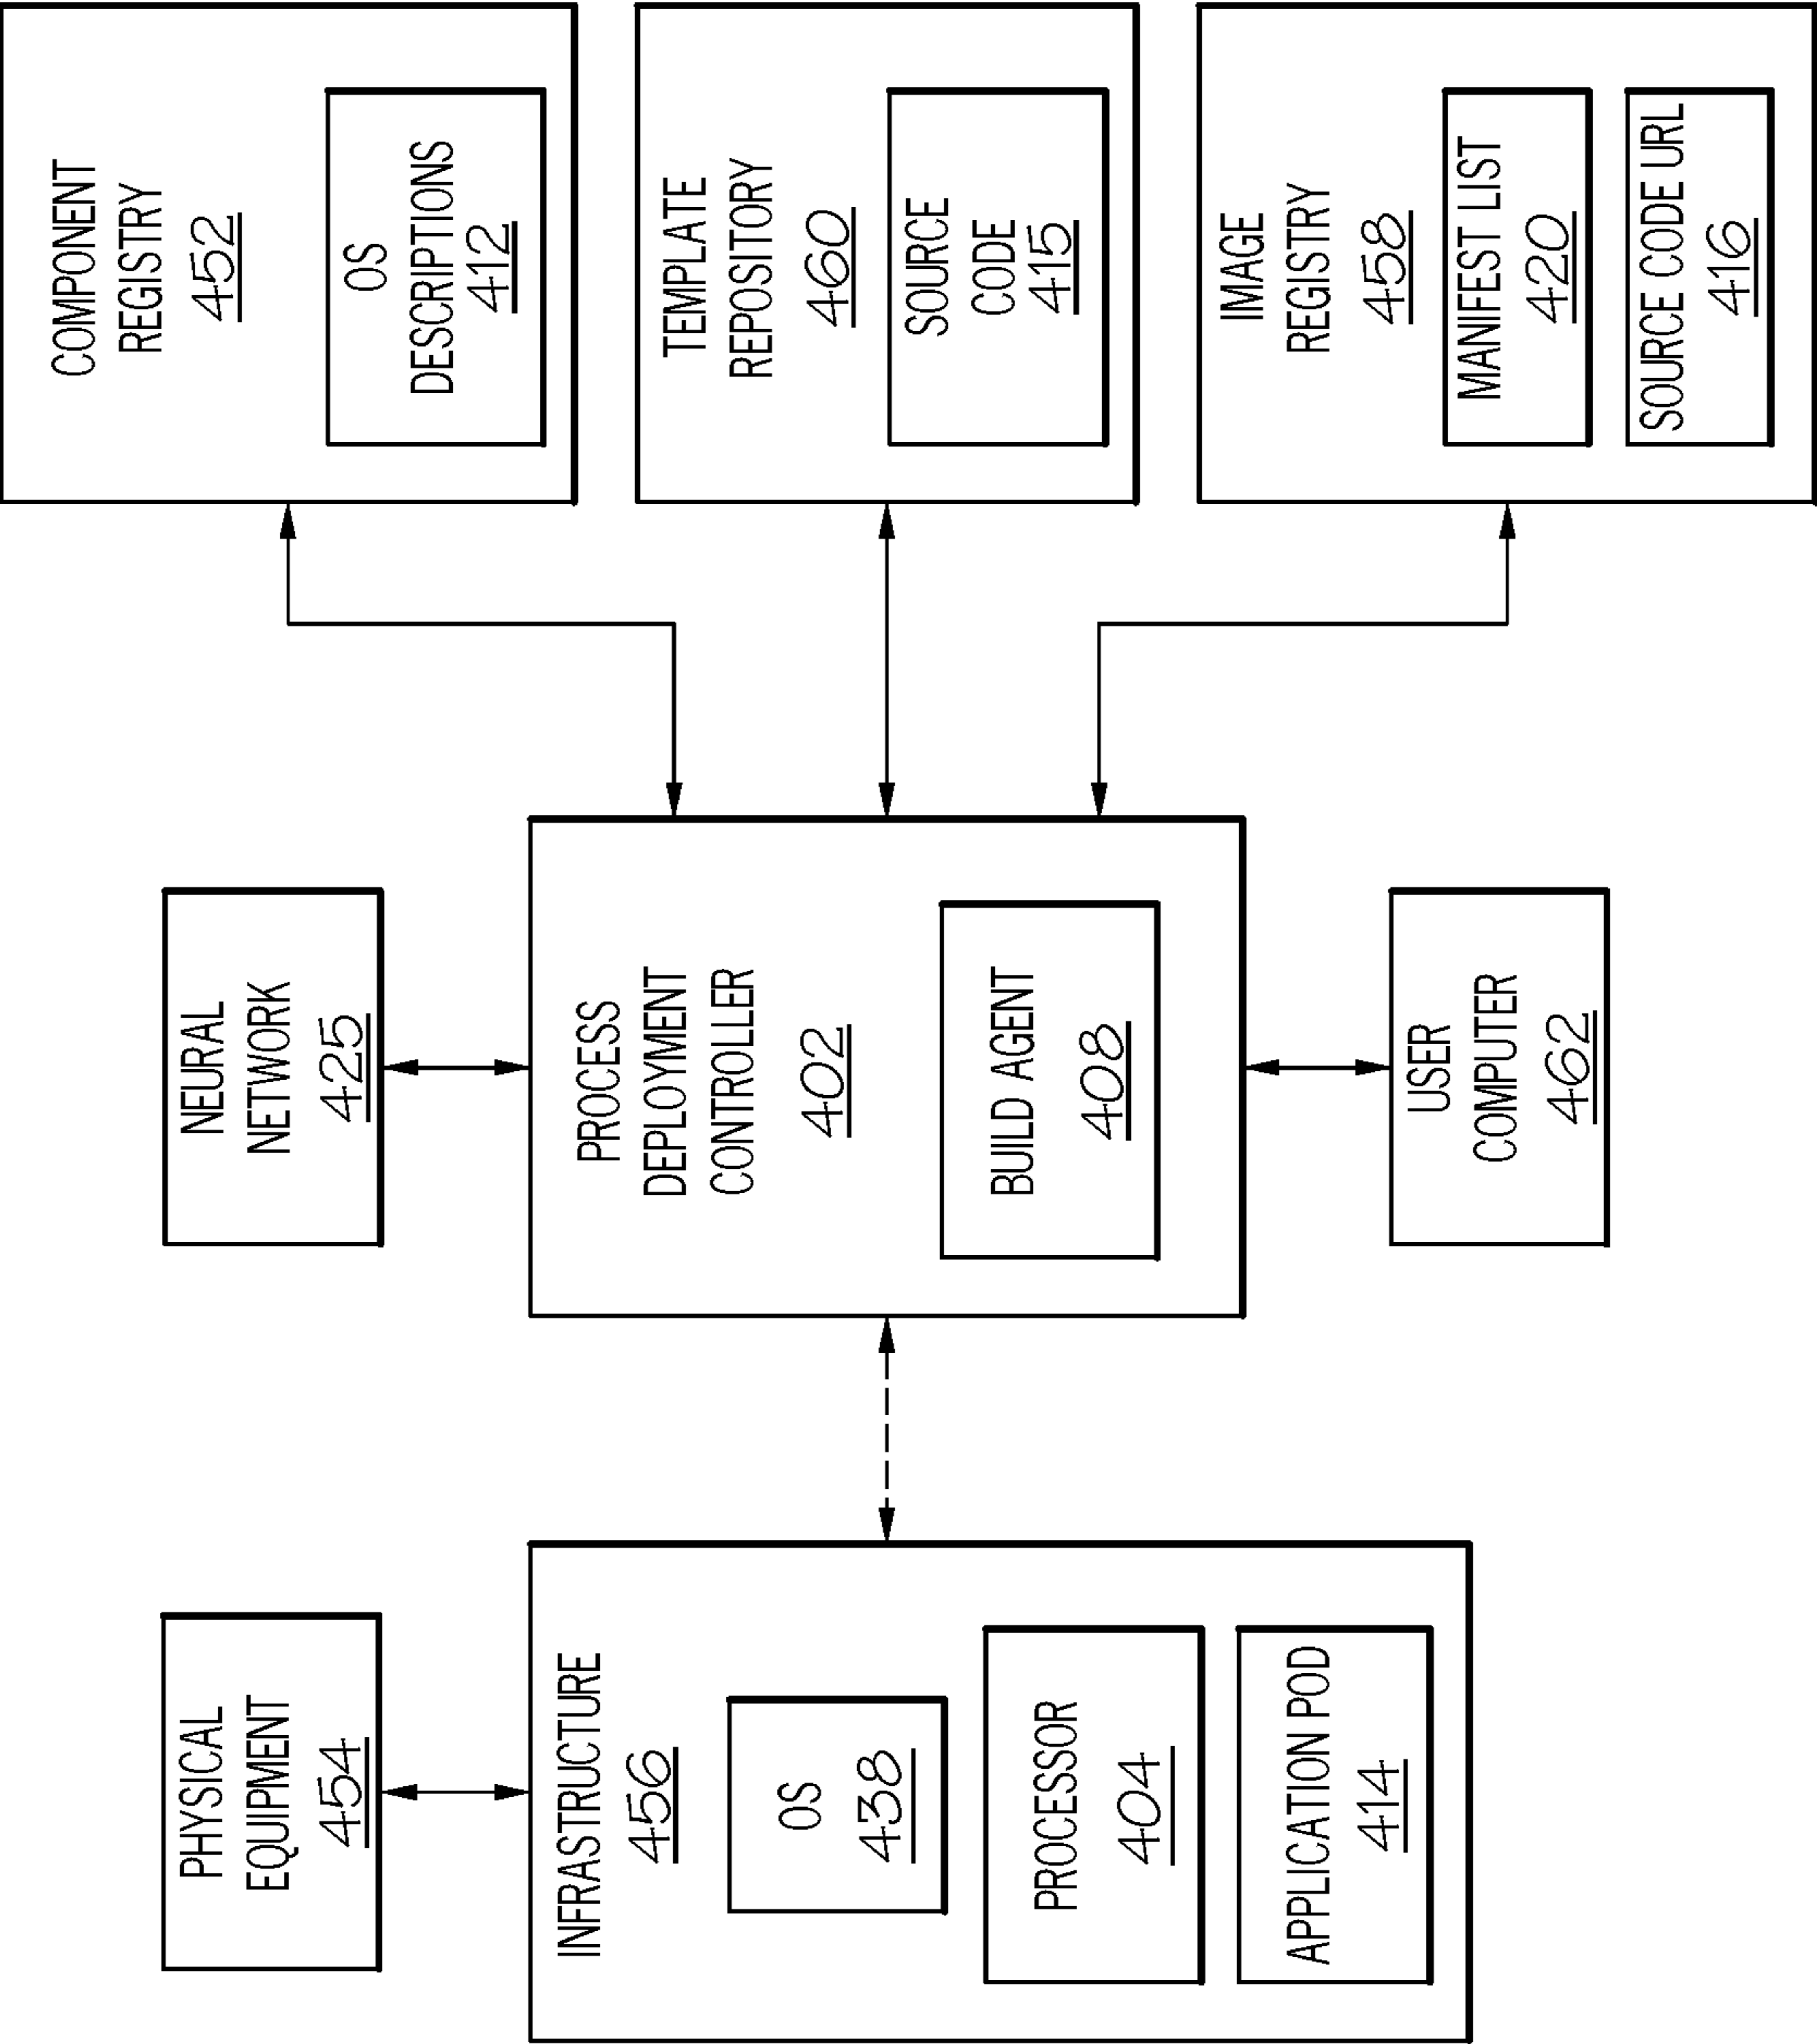 PHYSICAL
EQUIPMENT
454
INFRASTRUCTURE
456
OS
438
PROCESSOR
404
APPLICATION POD
414
NEURAL
NETWORK
425
PROCESS
DEPLOYMENT
CONTROLLER
402
BUILD AGENT
408
USER
COMPUTER
462
COMPONENT
REGISTRY
452
OS
DESCRIPTIONS
412
TEMPLATE
REPOSITORY
460
SOURCE
CODE
415
IMAGE
REGISTRY
458
MANIFEST LIST
420
SOURCE CODE URL
416